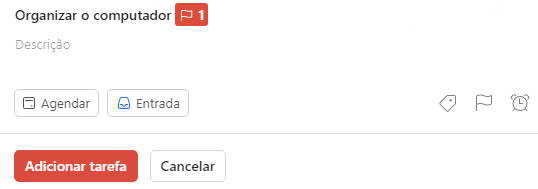 Organizar o computador 1
Descrição
Agendar Entrada
Adicionar tarefa Cancelar